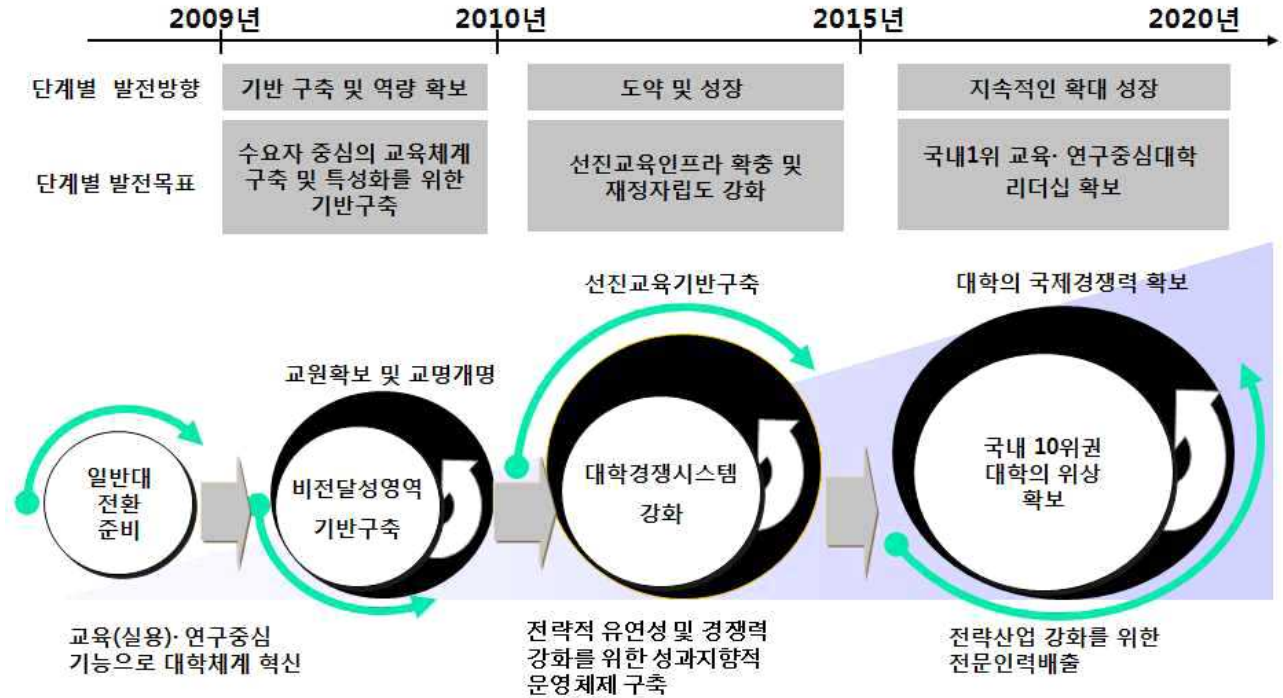 2009년 2010년 2015년 2020년
단계별 발전방향
기반 구축 및 역량 확보
도약 및 성장
지속적인 확대 성장
단계별 발전목표
수요자 중심의 교육체계
구축 및 특성화를 위한
기반구축
선진교육인프라 확충 및
재정자립도 강화
국내1위 교육· 연구중심대학
리더십 확보
일반대
전환
준비
교육(실용)· 연구중심
기능으로 대학체계 혁신
교원확보 및 교명개명
비전달성영역
기반구축
선진교육기반구축
대학경쟁시스템
강화
전략적 유연성 및 경쟁력
강화를 위한 성과지향적
운영체제 구축
대학의 국제경쟁력 확보
국내 10위권
대학의 위상
확보
전략산업 강화를 위한
전문인력배출